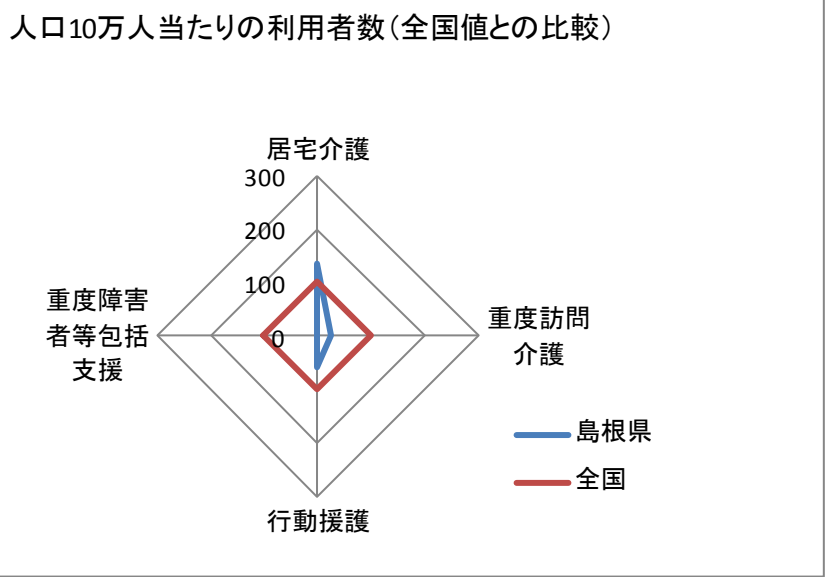 人口10万人当たりの利用者数(全国値との比較)
居宅介護
300
200
100
0
重度障害
者等包括
支援
重度訪問
介護
島根県
全国
行動援護